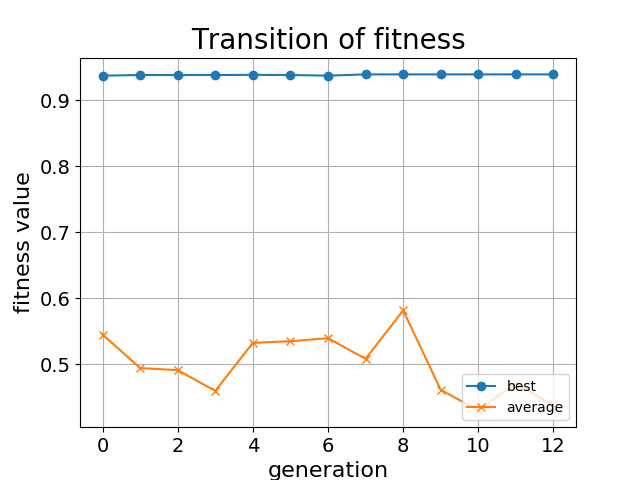 Transition of fitness
0.9
0.8
0.7
0.6
0.5
fitness value
best
average
0 2 4 6 8 10 12
generation